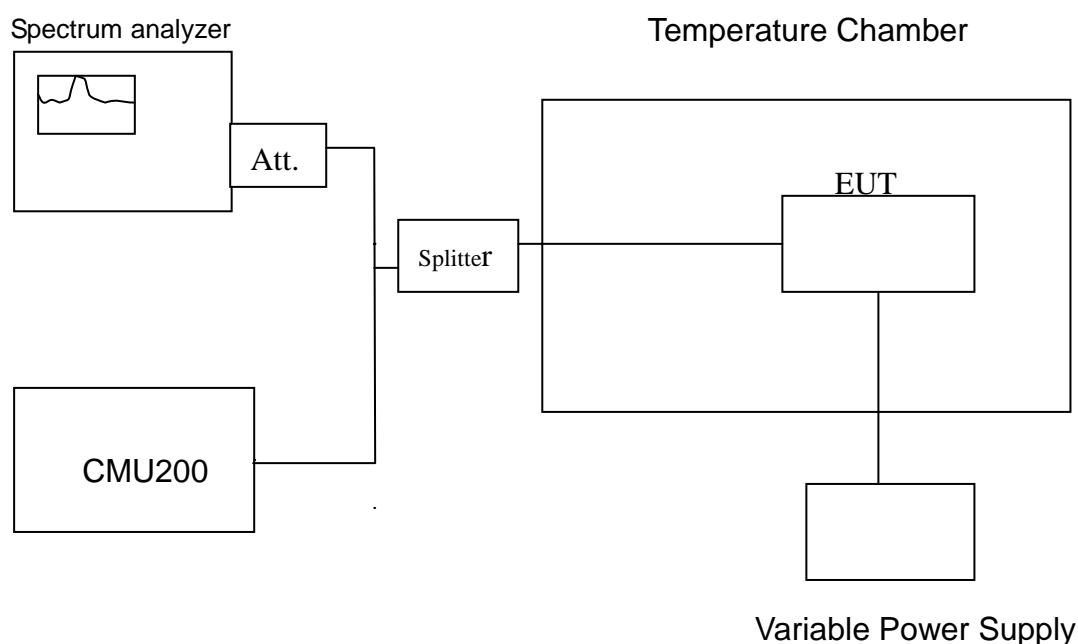 Spectrum analyzer
Temperature Chamber
Att.
EUT
Splitter
CMU200
Variable Power Supply